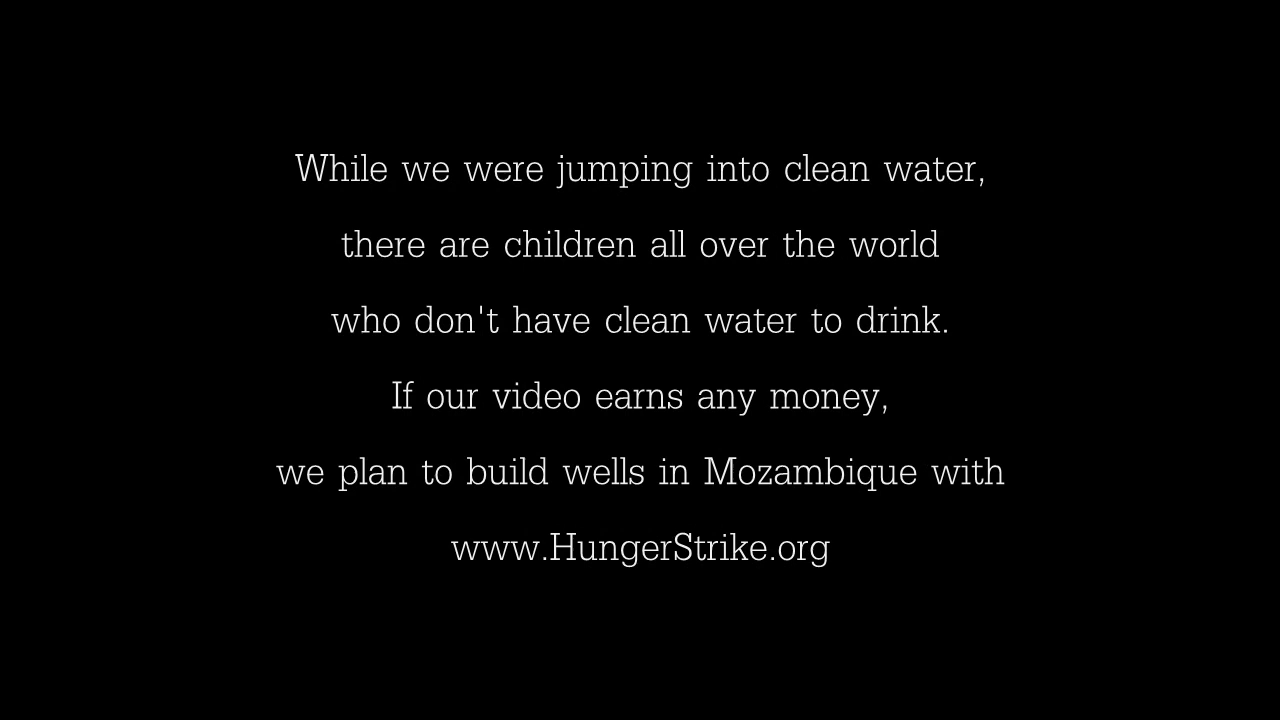 While we were jumping into clean water,
there are children all over the world
who don't have clean water to drink.
If our video earns any money,
we plan to build wells in Mozambique with
www.HungerStrike.org